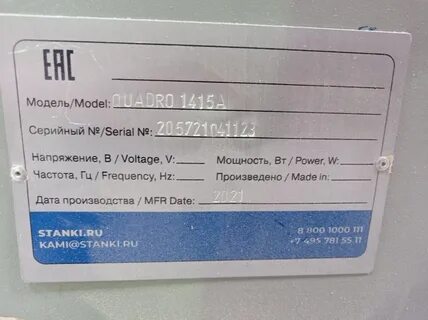 EAC
Модель/Model: QUADRO 1415A
Серийный №/Serial №: 205721041123
Напряжение, В / Voltage, V: Мощность, Вт / Power, W:
Частота, Гц / Frequency, Hz: Произведено / Made in:
Дата производства / MFR Date: 2021
STANKI.RU 8 800 1000 111
KAMI@STANKI.RU +7 495 781 55 11